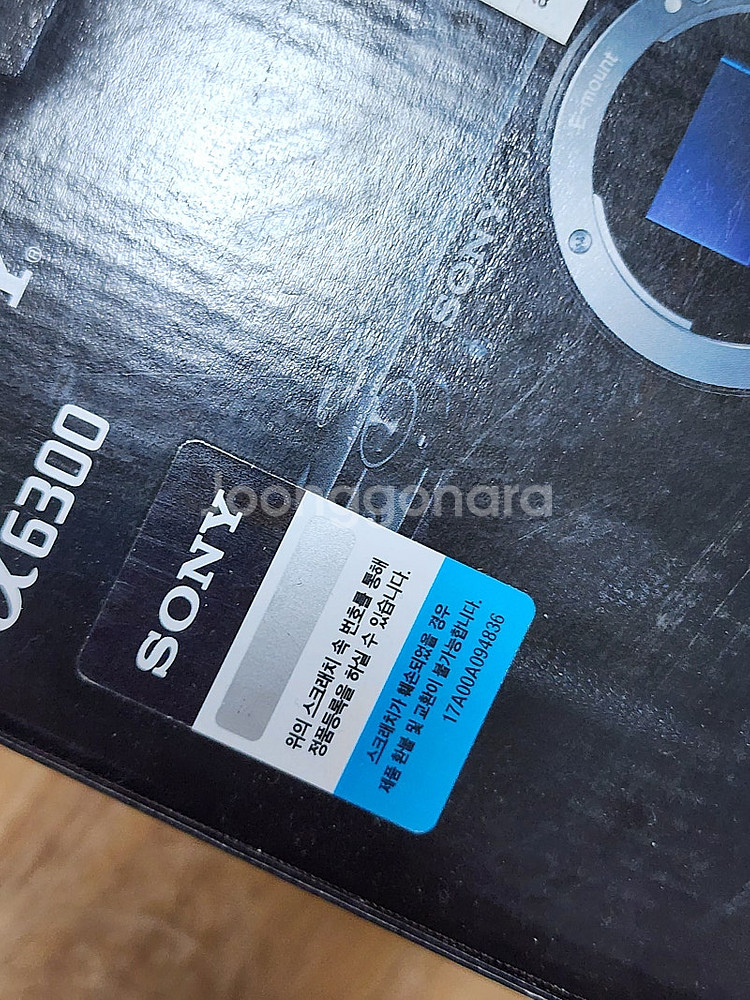 E-mount
SONY
α6300
Joonggonara
SONY
위의 스크래치 속 번호를 통해
정품등록을 하실 수 있습니다.
스크래치가 훼손되었을 경우
제품 환불 및 교환이 불가능합니다.
17A00A094836